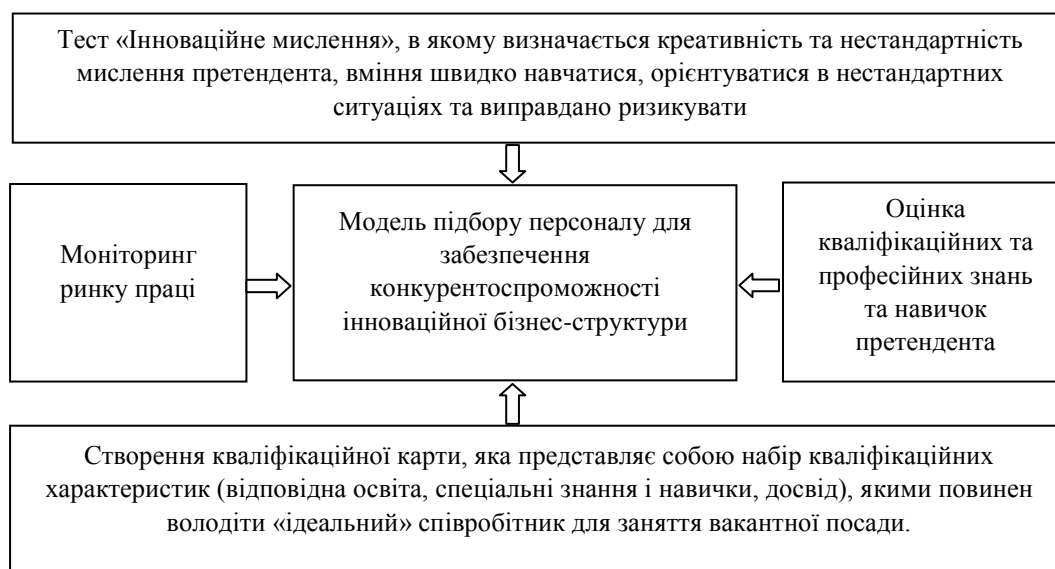 Тест «Інноваційне мислення», в якому визначається креативність та нестандартність
мислення претендента, вміння швидко навчатися, орієнтуватися в нестандартних
ситуаціях та виправдано ризикувати
Моніторинг
ринку праці
Модель підбору персоналу для
забезпечення
конкурентоспроможності
інноваційної бізнес-структури
Оцінка
кваліфікаційних та
професійних знань
та навичок
претендента
Створення кваліфікаційної карти, яка представляє собою набір кваліфікаційних
характеристик (відповідна освіта, спеціальні знання і навички, досвід), якими повинен
володіти «ідеальний» співробітник для заняття вакантної посади.